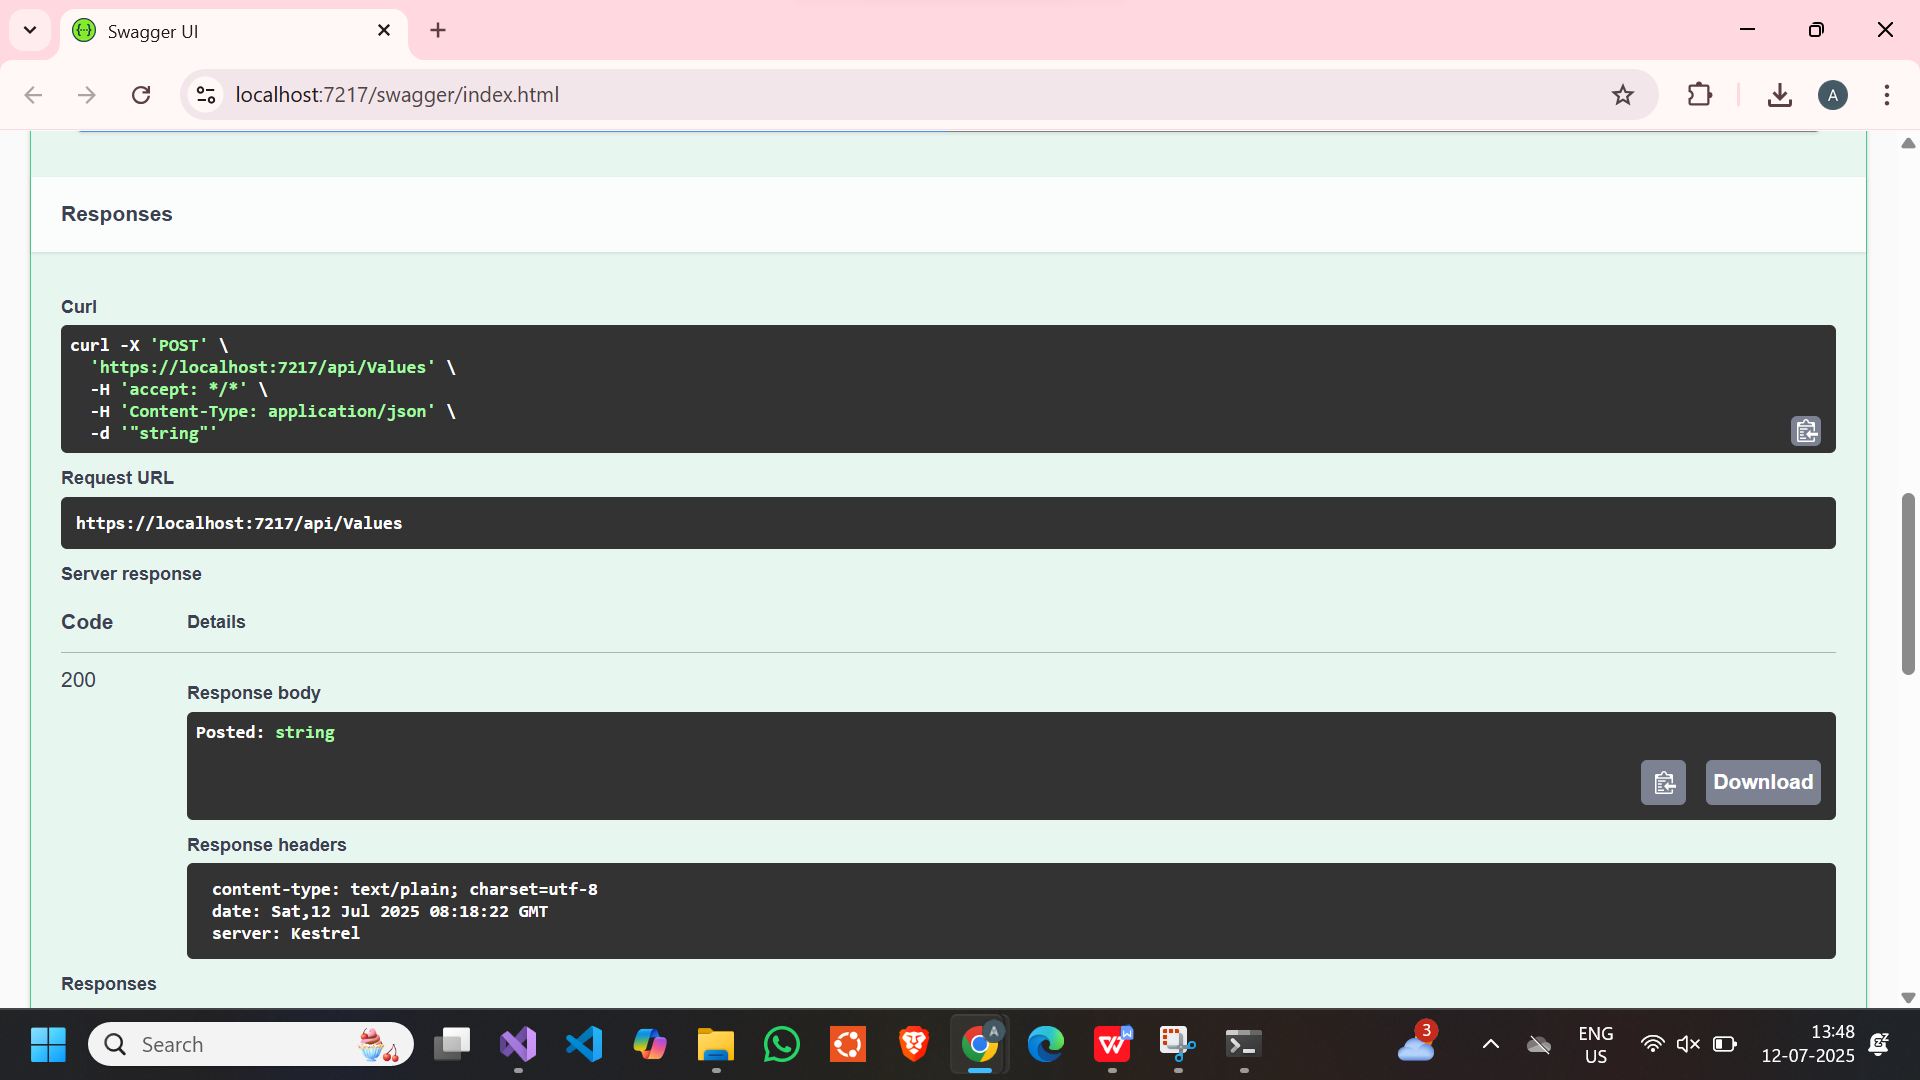 Swagger UI
localhost:7217/swagger/index.html
A
Responses
Curl
curl -X 'POST' \
'https://localhost:7217/api/Values' \
-H 'accept: */*' \
-H 'Content-Type: application/json' \
-d '"string"'
Request URL
https://localhost:7217/api/Values
Server response
Code Details
200
Response body
Posted: string
Download
Response headers
content-type: text/plain; charset=utf-8
date: Sat,12 Jul 2025 08:18:22 GMT
server: Kestrel
Responses
Search
A
W
3
ENG
US
13:48
12-07-2025